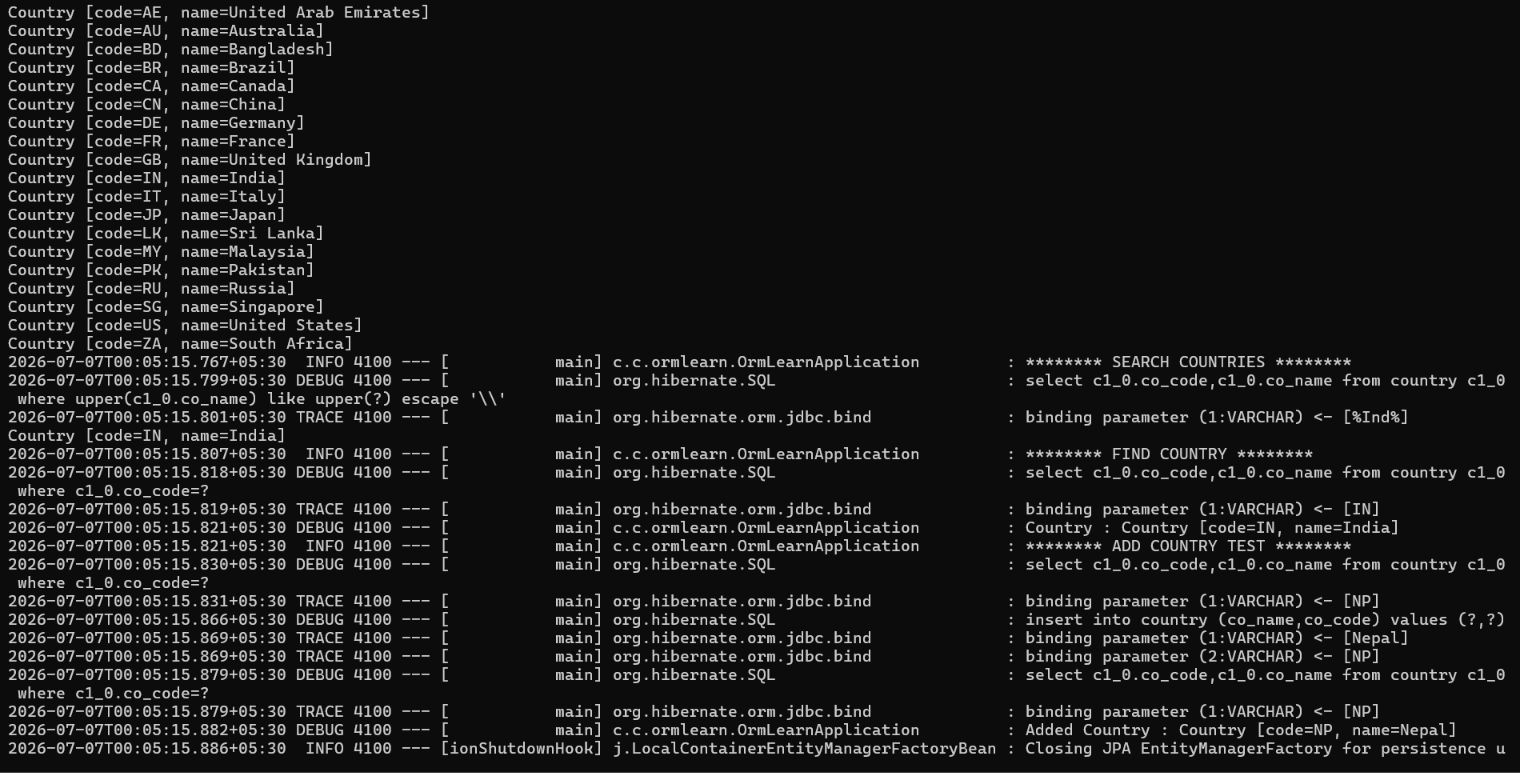 Country [code=AE, name=United Arab Emirates]
Country [code=AU, name=Australia]
Country [code=BD, name=Bangladesh]
Country [code=BR, name=Brazil]
Country [code=CA, name=Canada]
Country [code=CN, name=China]
Country [code=DE, name=Germany]
Country [code=FR, name=France]
Country [code=GB, name=United Kingdom]
Country [code=IN, name=India]
Country [code=IT, name=Italy]
Country [code=JP, name=Japan]
Country [code=LK, name=Sri Lanka]
Country [code=MY, name=Malaysia]
Country [code=PK, name=Pakistan]
Country [code=RU, name=Russia]
Country [code=SG, name=Singapore]
Country [code=US, name=United States]
Country [code=ZA, name=South Africa]
2026-07-07T00:05:15.767+05:30  INFO 4100 --- [           main] c.c.ormlearn.OrmLearnApplication         : ******** SEARCH COUNTRIES ********
2026-07-07T00:05:15.799+05:30 DEBUG 4100 --- [           main] org.hibernate.SQL                        : select c1_0.co_code,c1_0.co_name from country c1_0
 where upper(c1_0.co_name) like upper(?) escape '\\'
2026-07-07T00:05:15.801+05:30 TRACE 4100 --- [           main] org.hibernate.orm.jdbc.bind              : binding parameter (1:VARCHAR) <- [%Ind%]
Country [code=IN, name=India]
2026-07-07T00:05:15.807+05:30  INFO 4100 --- [           main] c.c.ormlearn.OrmLearnApplication         : ******** FIND COUNTRY ********
2026-07-07T00:05:15.818+05:30 DEBUG 4100 --- [           main] org.hibernate.SQL                        : select c1_0.co_code,c1_0.co_name from country c1_0
 where c1_0.co_code=?
2026-07-07T00:05:15.819+05:30 TRACE 4100 --- [           main] org.hibernate.orm.jdbc.bind              : binding parameter (1:VARCHAR) <- [IN]
2026-07-07T00:05:15.821+05:30 DEBUG 4100 --- [           main] c.c.ormlearn.OrmLearnApplication         : Country : Country [code=IN, name=India]
2026-07-07T00:05:15.821+05:30  INFO 4100 --- [           main] c.c.ormlearn.OrmLearnApplication         : ******** ADD COUNTRY TEST ********
2026-07-07T00:05:15.830+05:30 DEBUG 4100 --- [           main] org.hibernate.SQL                        : select c1_0.co_code,c1_0.co_name from country c1_0
 where c1_0.co_code=?
2026-07-07T00:05:15.831+05:30 TRACE 4100 --- [           main] org.hibernate.orm.jdbc.bind              : binding parameter (1:VARCHAR) <- [NP]
2026-07-07T00:05:15.866+05:30 DEBUG 4100 --- [           main] org.hibernate.SQL                        : insert into country (co_name,co_code) values (?,?)
2026-07-07T00:05:15.869+05:30 TRACE 4100 --- [           main] org.hibernate.orm.jdbc.bind              : binding parameter (1:VARCHAR) <- [Nepal]
2026-07-07T00:05:15.869+05:30 TRACE 4100 --- [           main] org.hibernate.orm.jdbc.bind              : binding parameter (2:VARCHAR) <- [NP]
2026-07-07T00:05:15.879+05:30 DEBUG 4100 --- [           main] org.hibernate.SQL                        : select c1_0.co_code,c1_0.co_name from country c1_0
 where c1_0.co_code=?
2026-07-07T00:05:15.879+05:30 TRACE 4100 --- [           main] org.hibernate.orm.jdbc.bind              : binding parameter (1:VARCHAR) <- [NP]
2026-07-07T00:05:15.882+05:30 DEBUG 4100 --- [           main] c.c.ormlearn.OrmLearnApplication         : Added Country : Country [code=NP, name=Nepal]
2026-07-07T00:05:15.886+05:30  INFO 4100 --- [ionShutdownHook] j.LocalContainerEntityManagerFactoryBean : Closing JPA EntityManagerFactory for persistence u